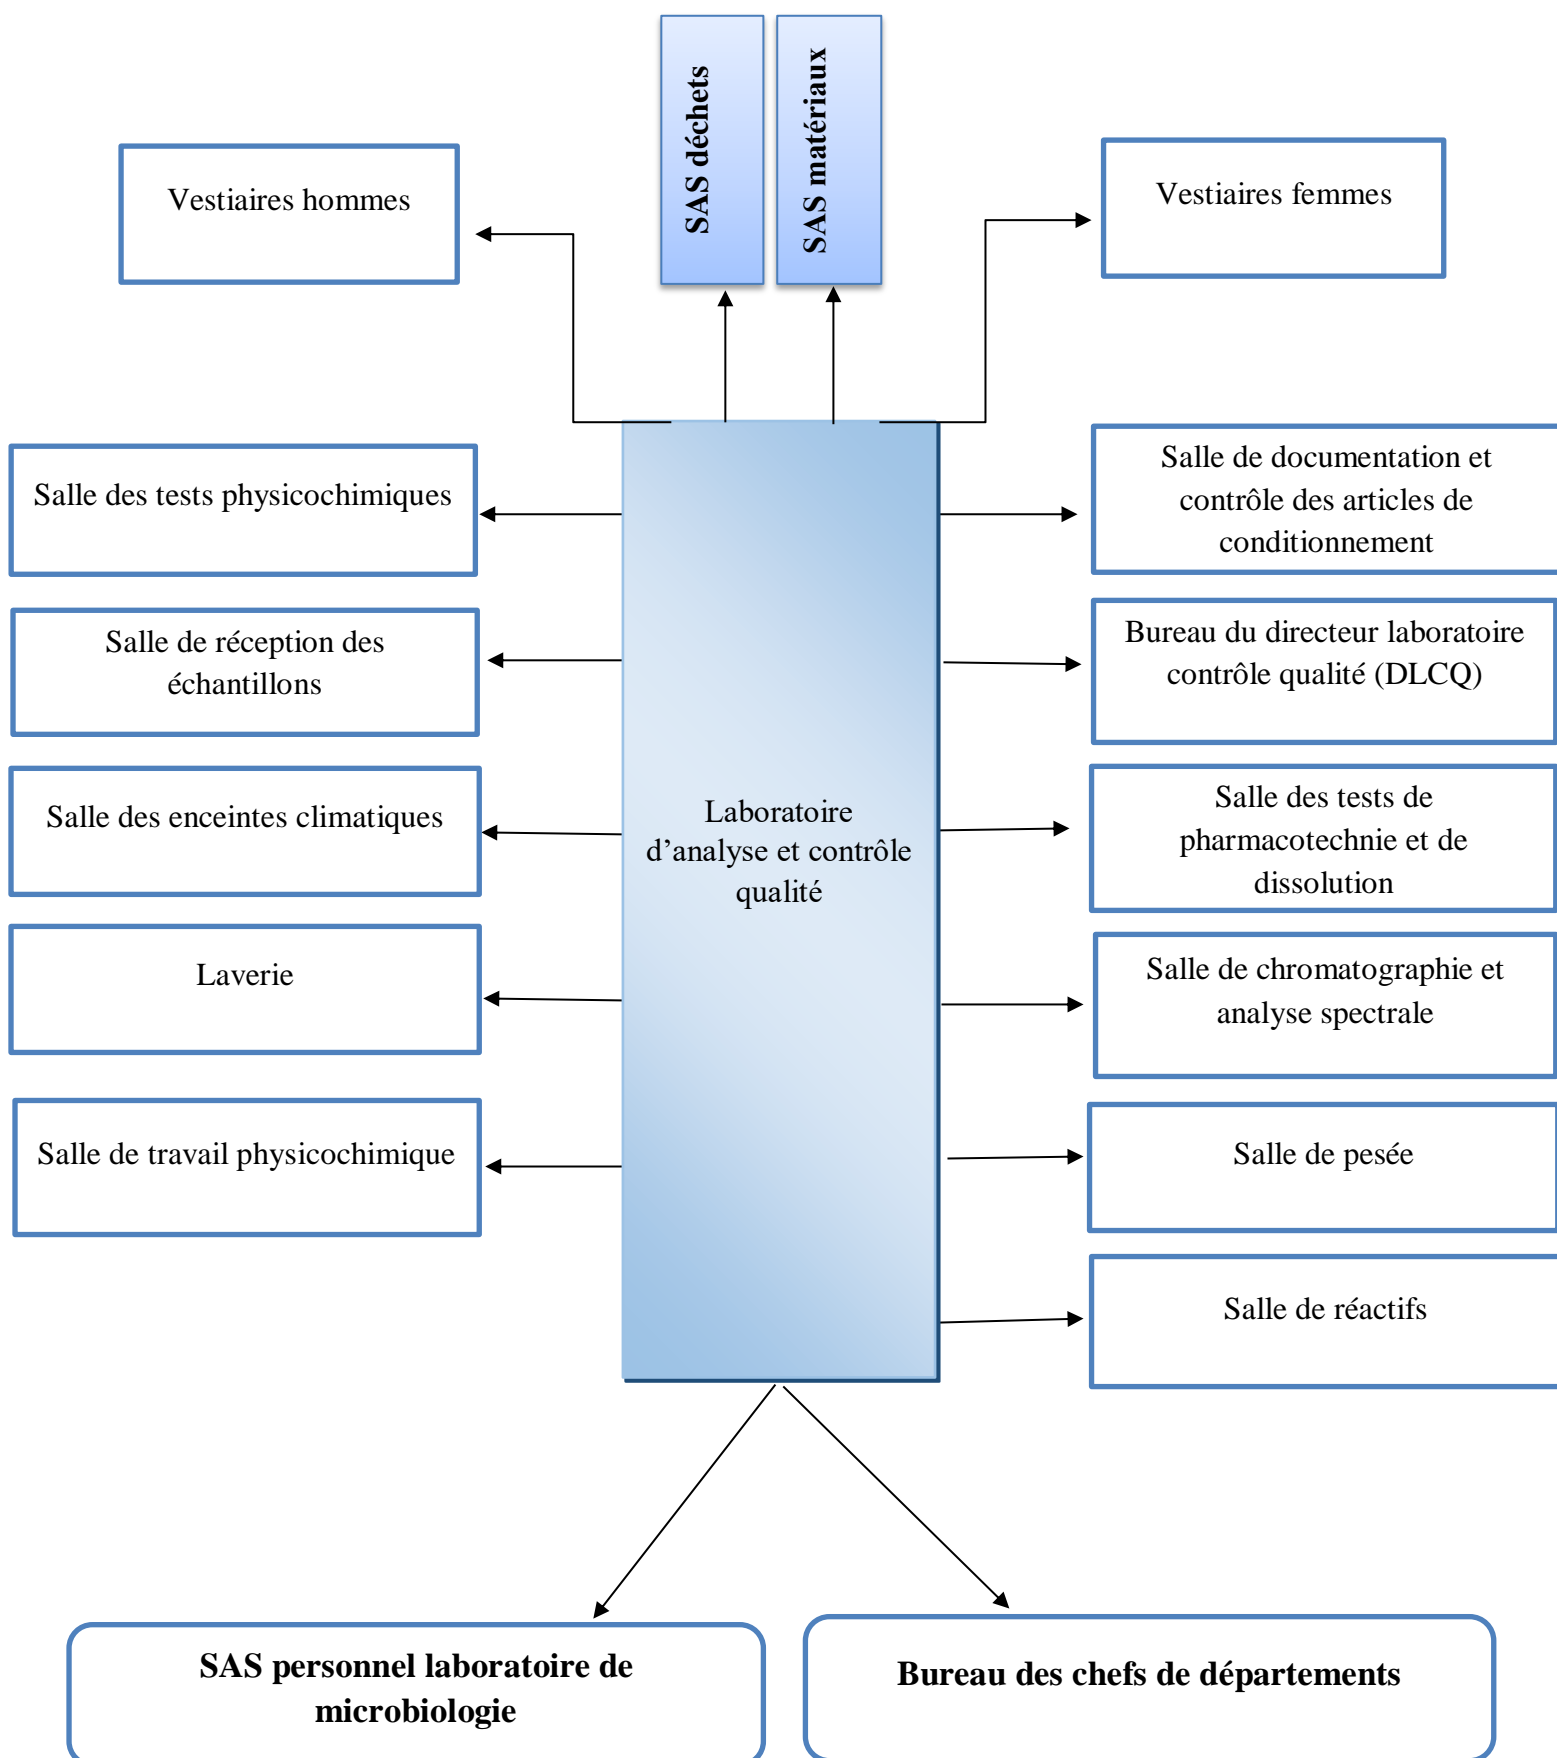 SAS déchets
SAS matériaux
Vestiaires hommes
Vestiaires femmes
Salle des tests physicochimiques
Salle de réception des
échantillons
Salle des enceintes climatiques
Laverie
Salle de travail physicochimique
Laboratoire
d’analyse et contrôle
qualité
Salle de documentation et
contrôle des articles de
conditionnement
Bureau du directeur laboratoire
contrôle qualité (DLCQ)
Salle des tests de
pharmacotechnie et de
dissolution
Salle de chromatographie et
analyse spectrale
Salle de pesée
Salle de réactifs
SAS personnel laboratoire de
microbiologie
Bureau des chefs de départements